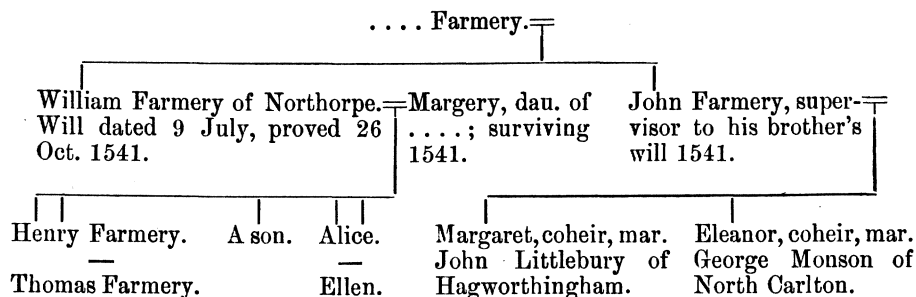 .... Farmery.
William Farmery of Northorpe.
Will dated 9 July, proved 26
Oct. 1541.
Margery, dau. of
....; surviving
1541.
John Farmery, super-
visor to his brother's
will 1541.
Henry Farmery.
Thomas Farmery.
A son.
Alice.
Ellen.
Margaret, coheir, mar.
John Littlebury of
Hagworthingham.
Eleanor, coheir, mar.
George Monson of
North Carlton.